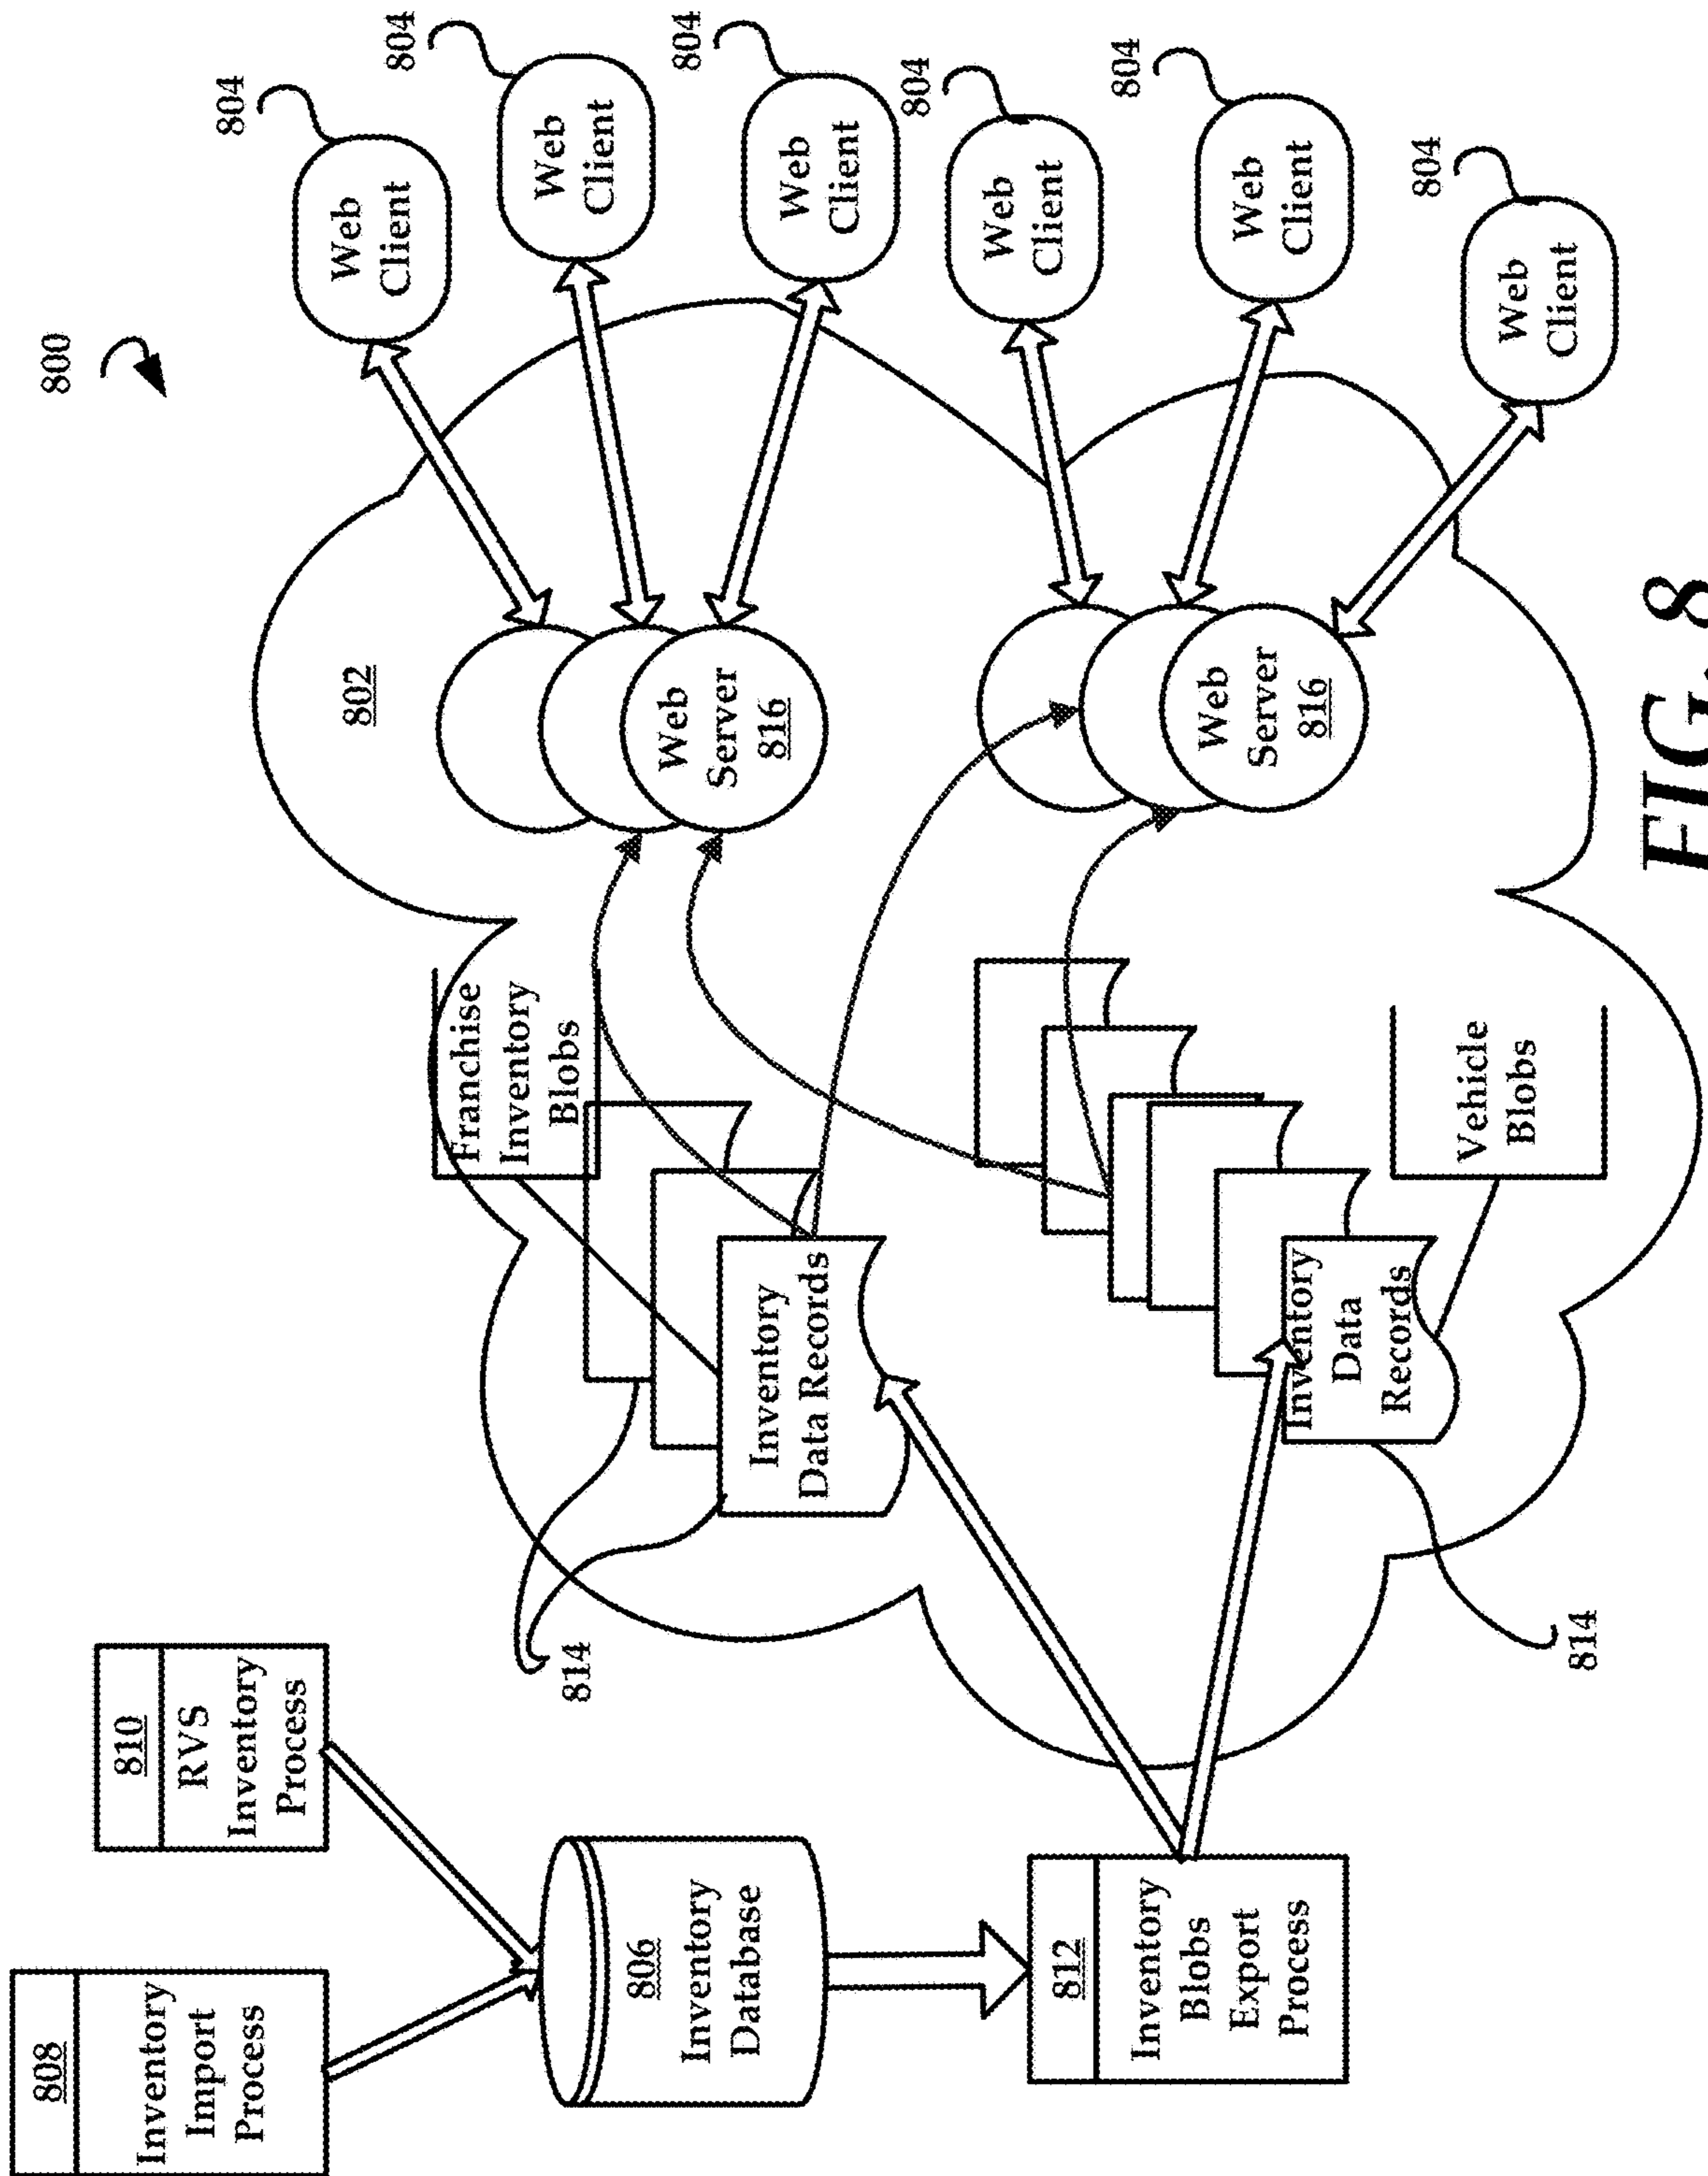 800
808
Inventory
Import
Process
810
RVS
Inventory
Process
806
Inventory
Database
812
Inventory
Blobs
Export
Process
814
814
Inventory
Data Records
Franchise
Inventory
Blobs
Inventory
Data
Records
Vehicle
Blobs
802
Web
Server
816
Web
Server
816
Web
Client
804
Web
Client
804
Web
Client
804
Web
Client
804
Web
Client
804
Web
Client
804
FIG. 8